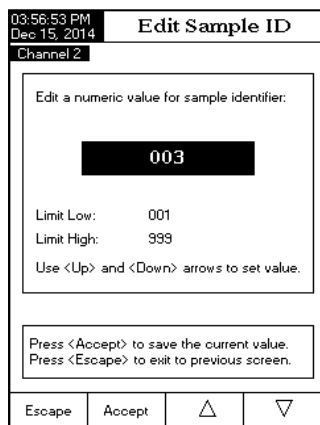 03:56:53 PM
Dec 15, 2014
Edit Sample ID
Channel 2
Edit a numeric value for sample identifier:
003
Limit Low: 001
Limit High: 999
Use <Up> and <Down> arrows to set value.
Press <Accept> to save the current value.
Press <Escape> to exit to previous screen.
Escape Accept △ ▽